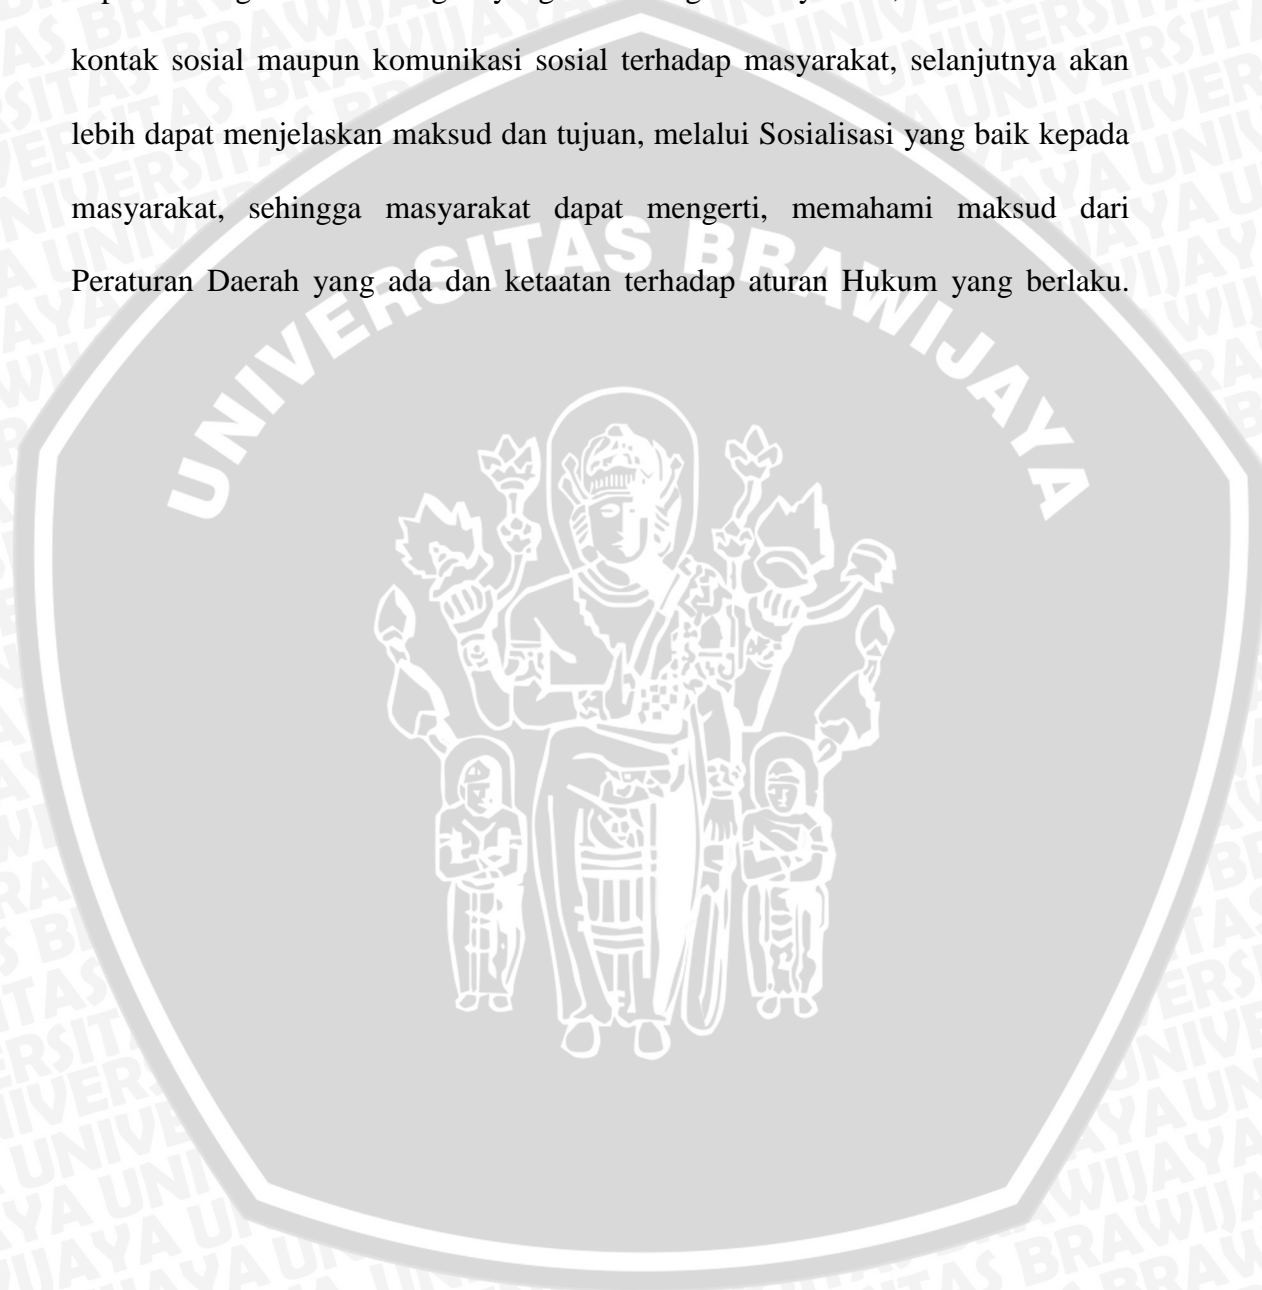 kontak sosial maupun komunikasi sosial terhadap masyarakat, selanjutnya akan
lebih dapat menjelaskan maksud dan tujuan, melalui Sosialisasi yang baik kepada
masyarakat, sehingga masyarakat dapat mengerti, memahami maksud dari
Peraturan Daerah yang ada dan ketaatan terhadap aturan Hukum yang berlaku.
UNIVERSITAS BRAWIJAYA